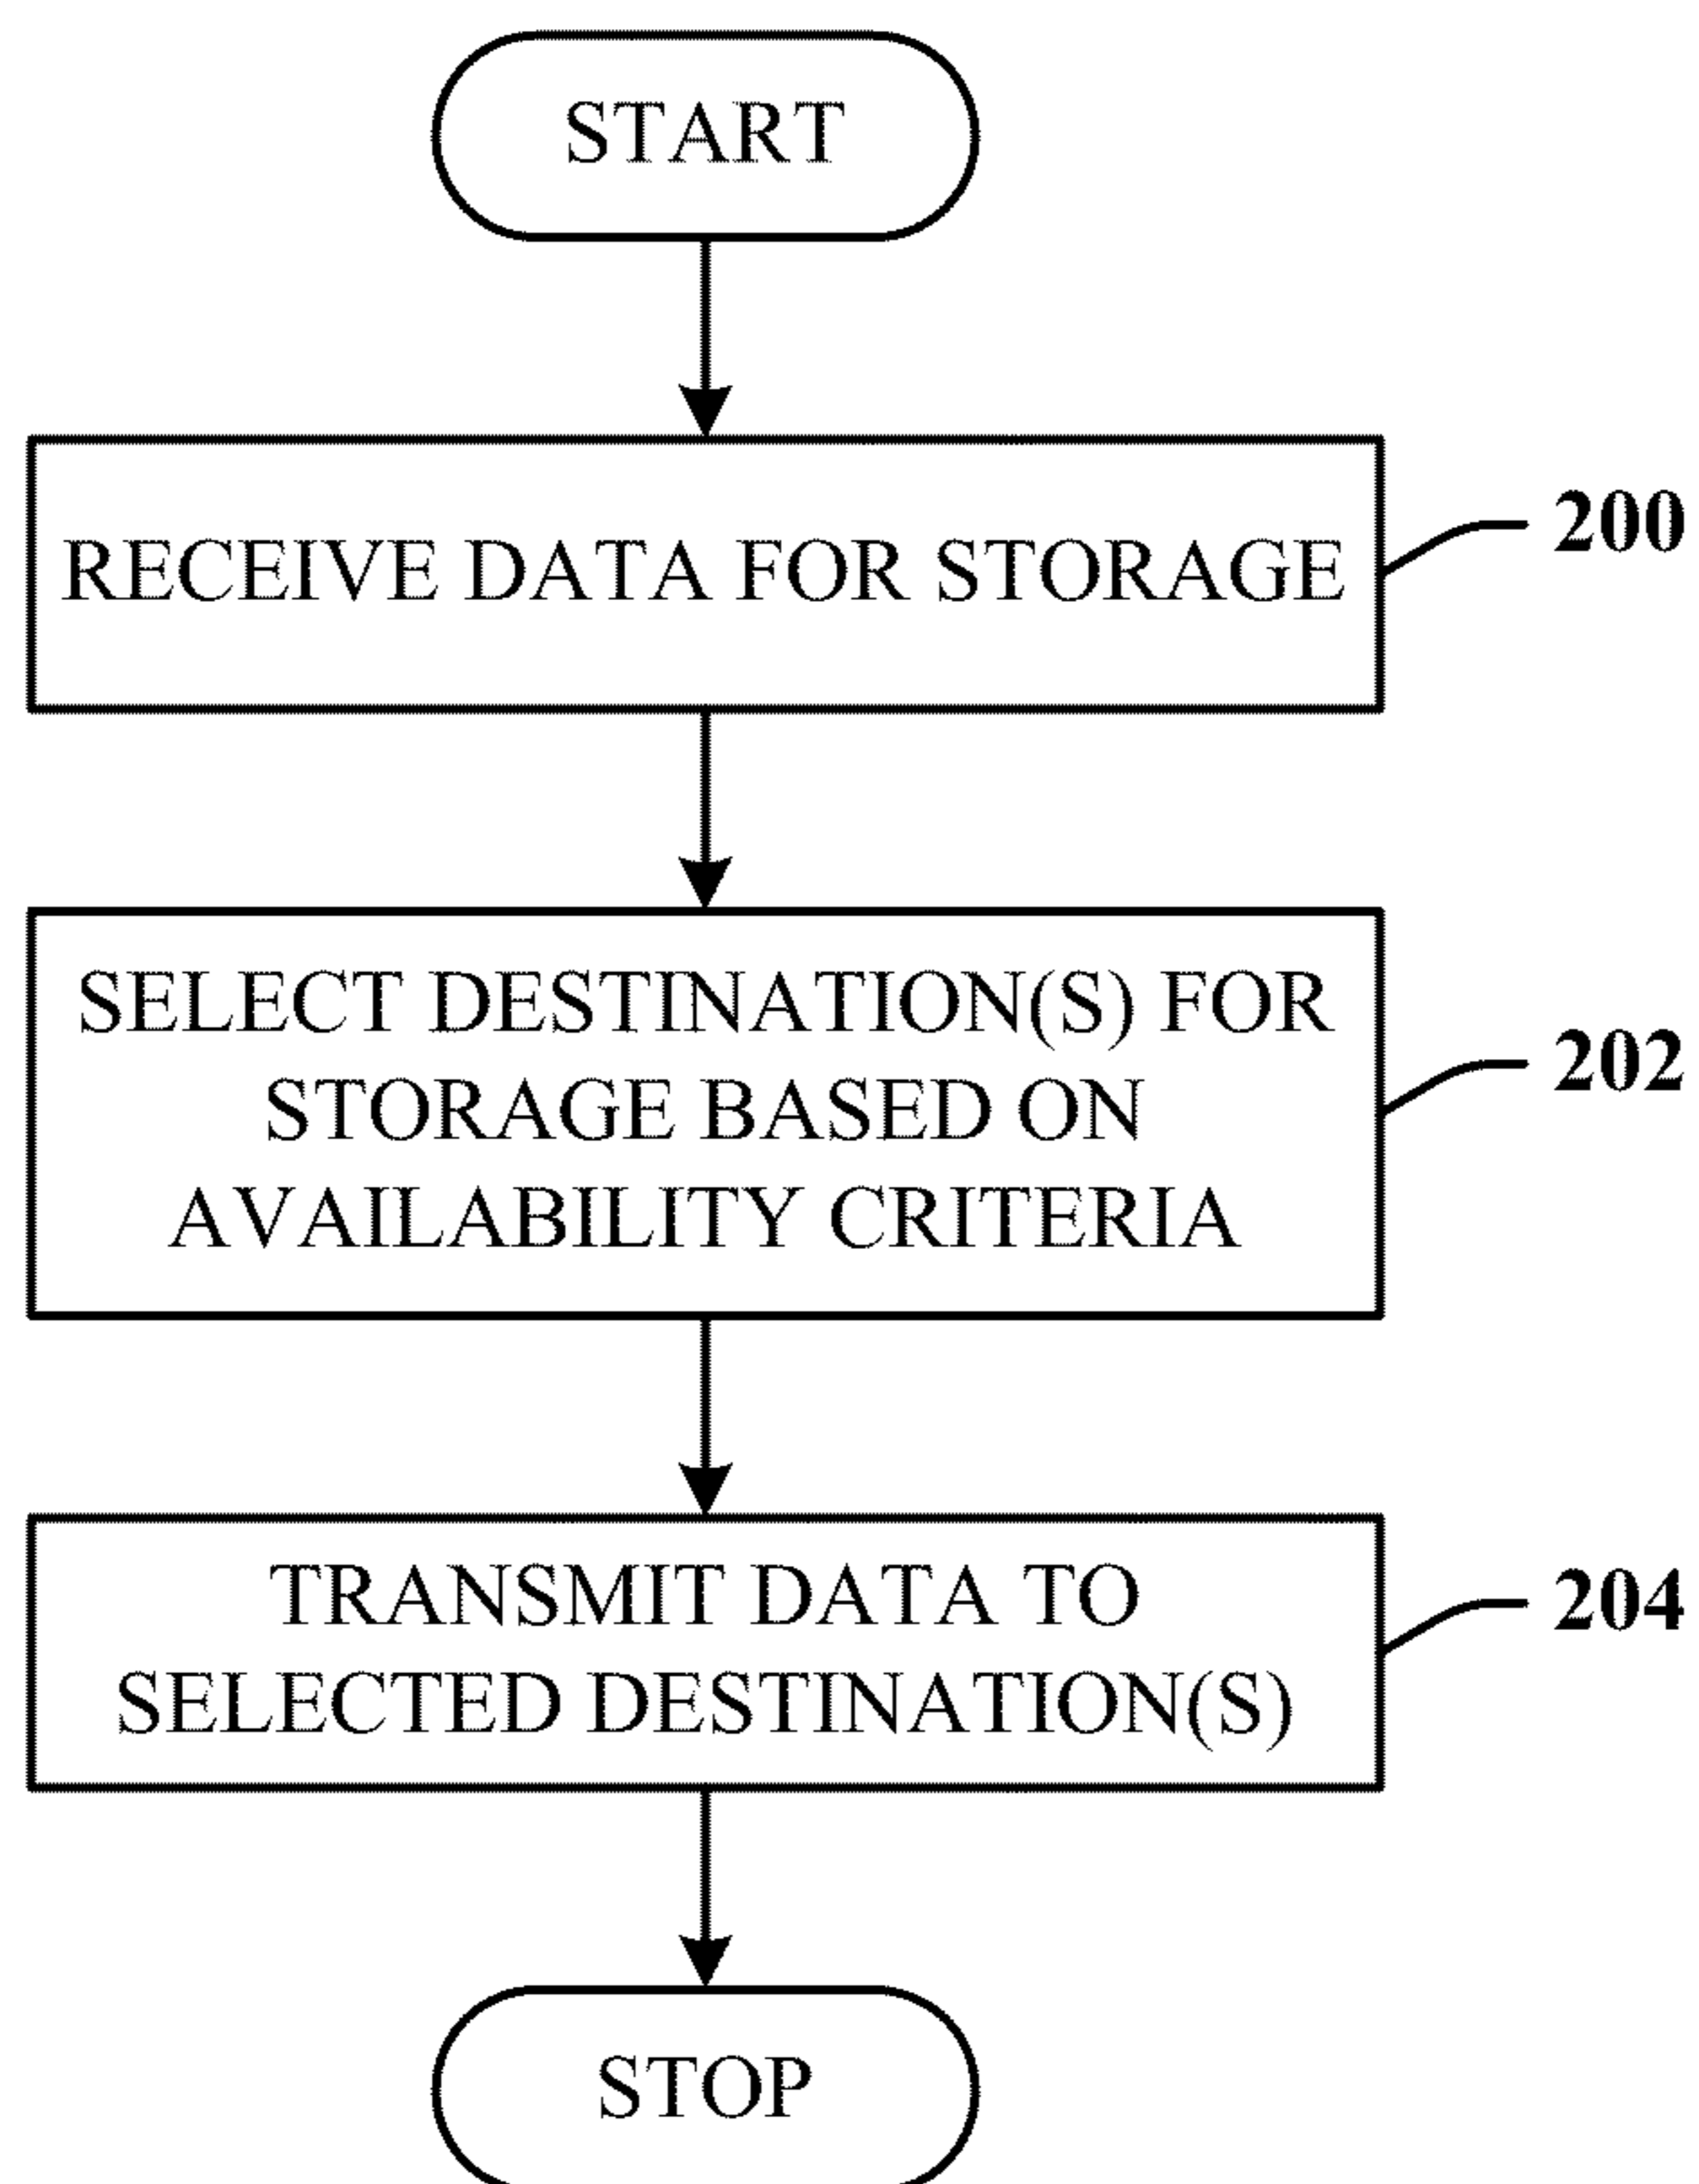 START
RECEIVE DATA FOR STORAGE
200
SELECT DESTINATION(S) FOR
STORAGE BASED ON
AVAILABILITY CRITERIA
202
TRANSMIT DATA TO
SELECTED DESTINATION(S)
204
STOP